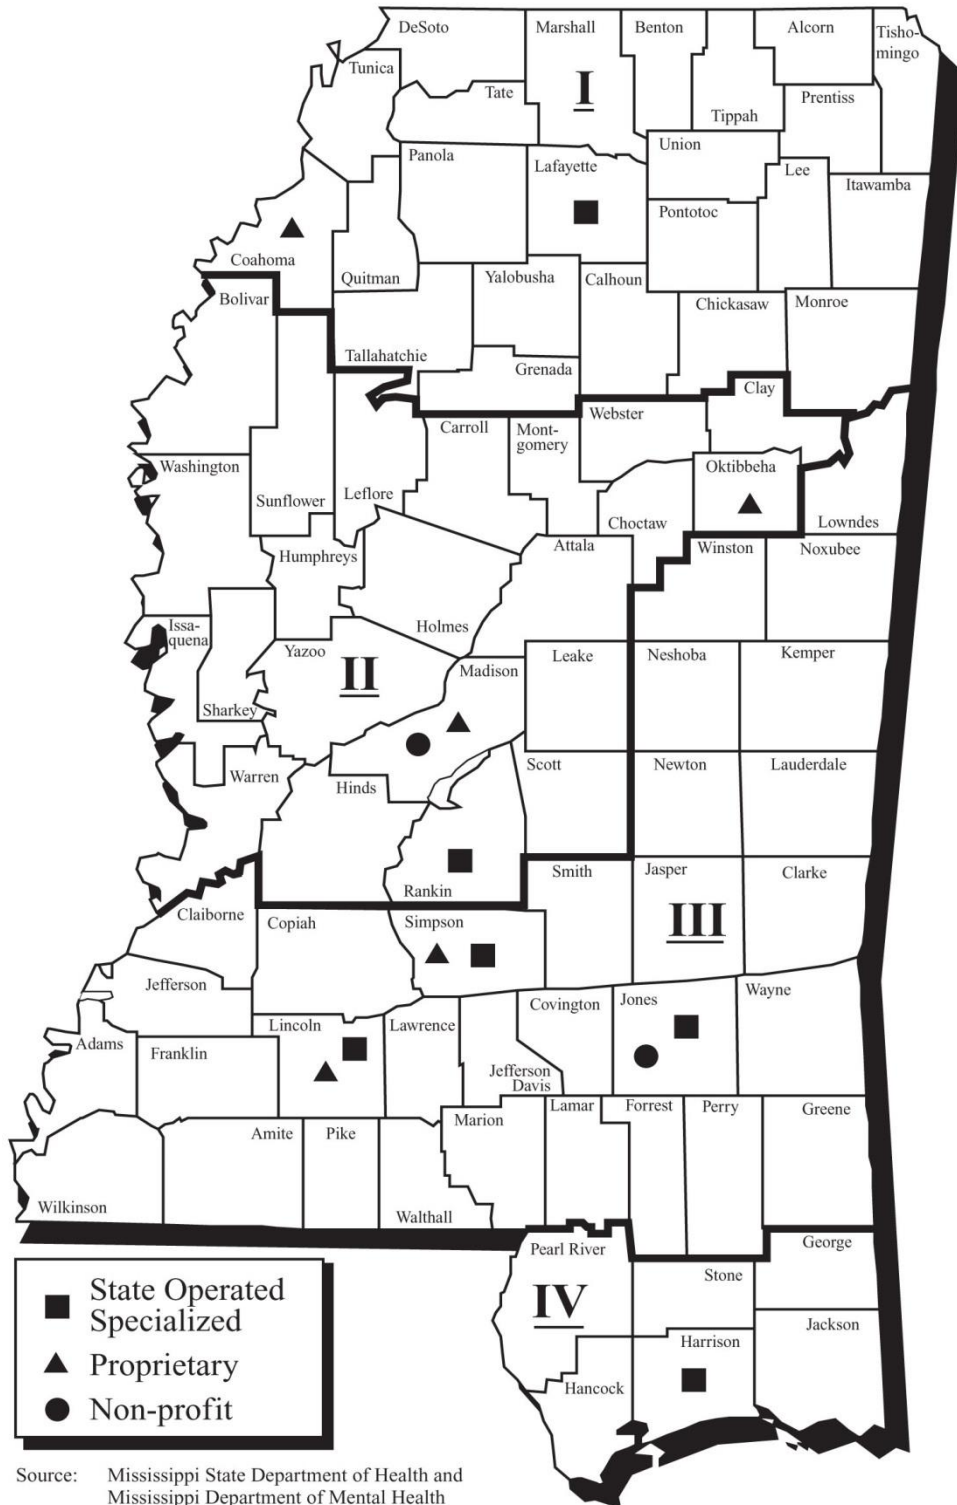 DeSoto
Marshall
Benton
Alcorn
Tisho-
mingo
Tunica
Tate
I
Prentiss
Tippah
Union
Panola
Lafayette
Lee
Itawamba
Pontotoc
Coahoma
Quitman
Yalobusha
Calhoun
Bolivar
Chickasaw
Monroe
Tallahatchie
Grenada
Clay
Webster
Carroll
Mont-
gomery
Washington
Oktibbeha
Sunflower
Leflore
Choctaw
Lowndes
Attala
Winston
Noxubee
Humphreys
Issa-
quena
Holmes
Yazoo
II
Madison
Leake
Neshoba
Kemper
Sharkey
Warren
Hinds
Scott
Newton
Lauderdale
Rankin
Smith
Jasper
Clarke
Claiborne
Copiah
Simpson
III
Jefferson
Covington
Jones
Wayne
Adams
Franklin
Lincoln
Lawrence
Jefferson
Davis
Marion
Lamar
Forrest
Perry
Greene
Amite
Pike
Wilkinson
Walthall
Pearl River
George
Stone
IV
Jackson
Harrison
Hancock
State Operated
Specialized
Proprietary
Non-profit
Source: Mississippi State Department of Health and
Mississippi Department of Mental Health